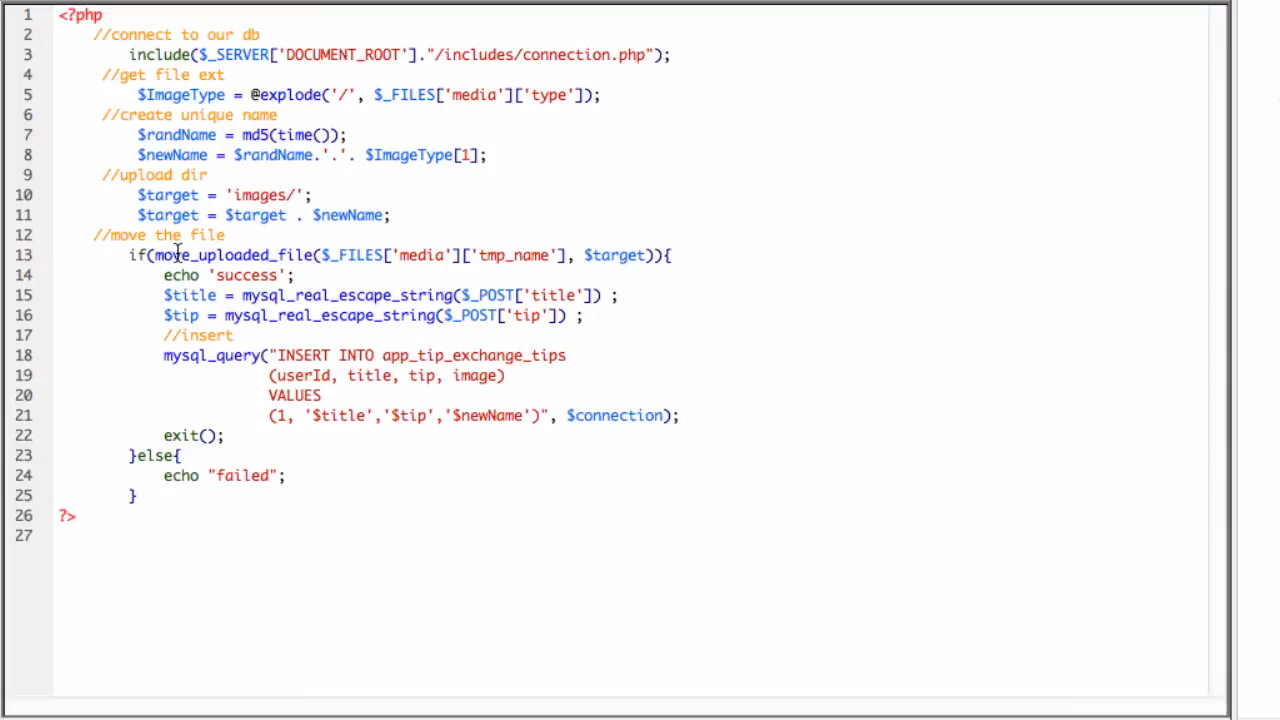 1 <?php
2 //connect to our db
3 include($_SERVER['DOCUMENT_ROOT']."/includes/connection.php");
4 //get file ext
5 $ImageType = @explode('/', $_FILES['media']['type']);
6 //create unique name
7 $randName = md5(time());
8 $newName = $randName.'.'. $ImageType[1];
9 //upload dir
10 $target = 'images/';
11 $target = $target . $newName;
12 //move the file
13 if(move_uploaded_file($_FILES['media']['tmp_name'], $target)){
14 echo 'success';
15 $title = mysql_real_escape_string($_POST['title']) ;
16 $tip = mysql_real_escape_string($_POST['tip']) ;
17 //insert
18 mysql_query("INSERT INTO app_tip_exchange_tips
19 (userId, title, tip, image)
20 VALUES
21 (1, '$title','$tip','$newName')", $connection);
22 exit();
23 }else{
24 echo "failed";
25 }
26 ?>
27